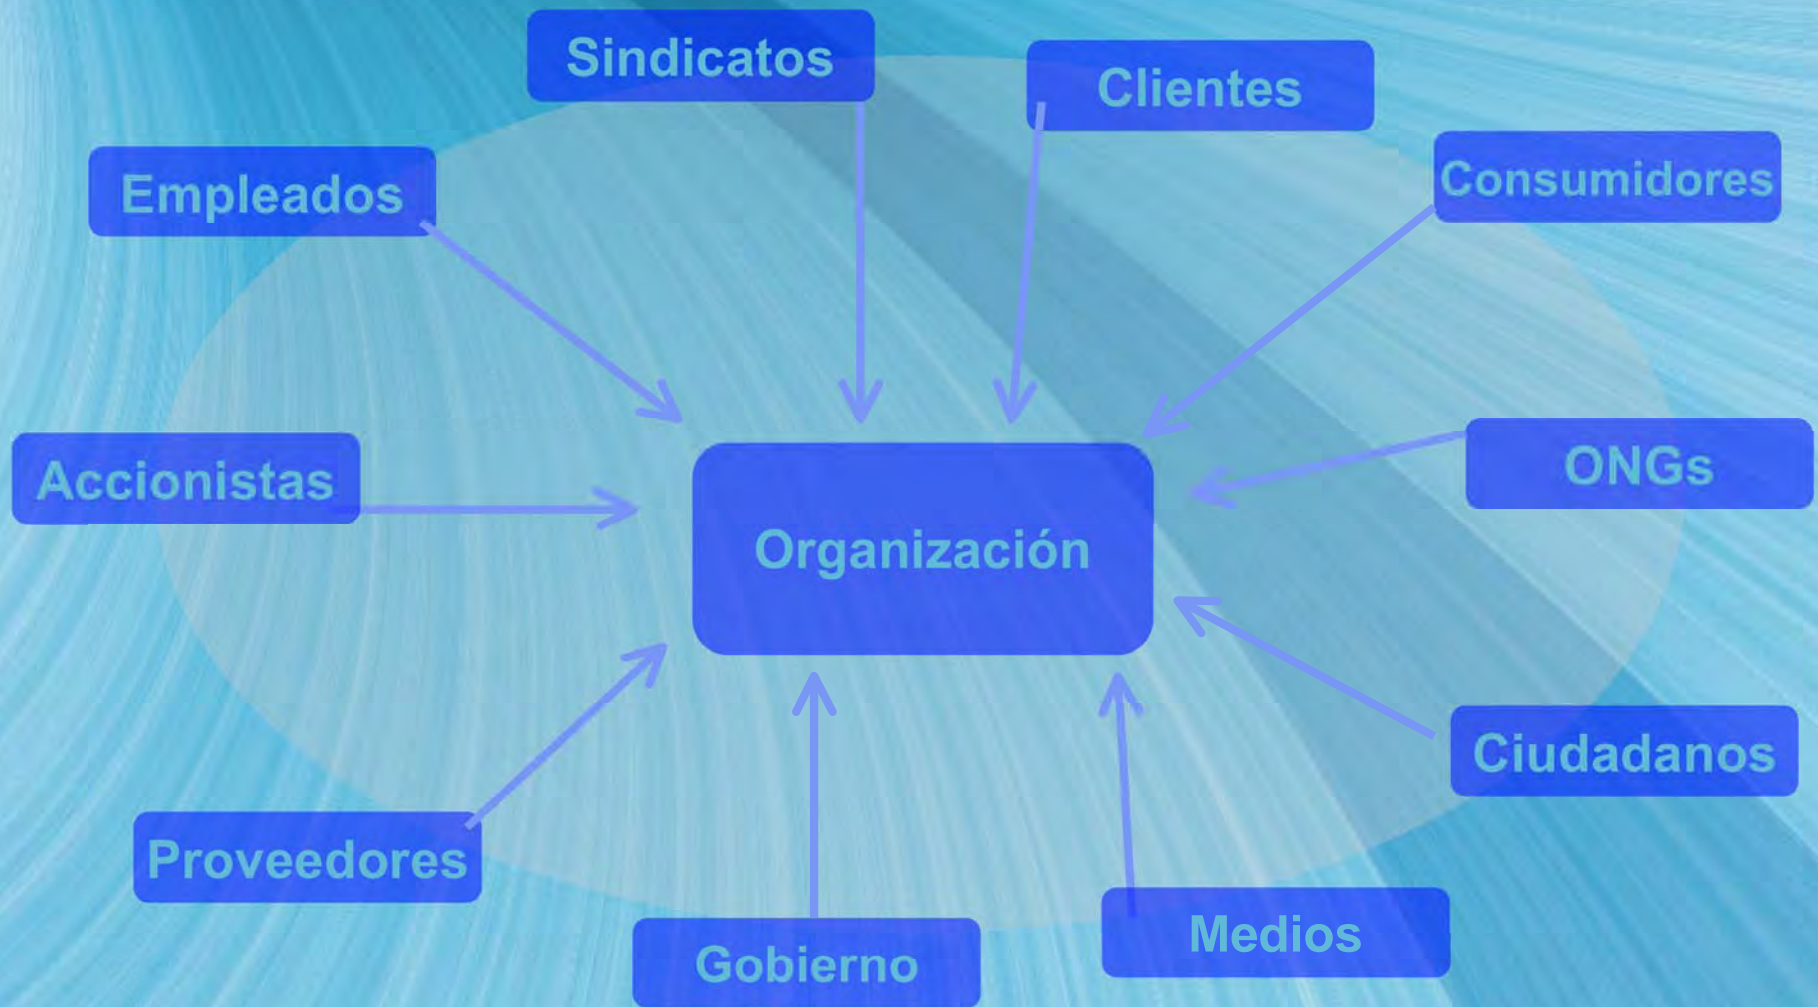 Sindicatos
Clientes
Consumidores
Empleados
Accionistas
ONGs
Organización
Ciudadanos
Proveedores
Medios
Gobierno